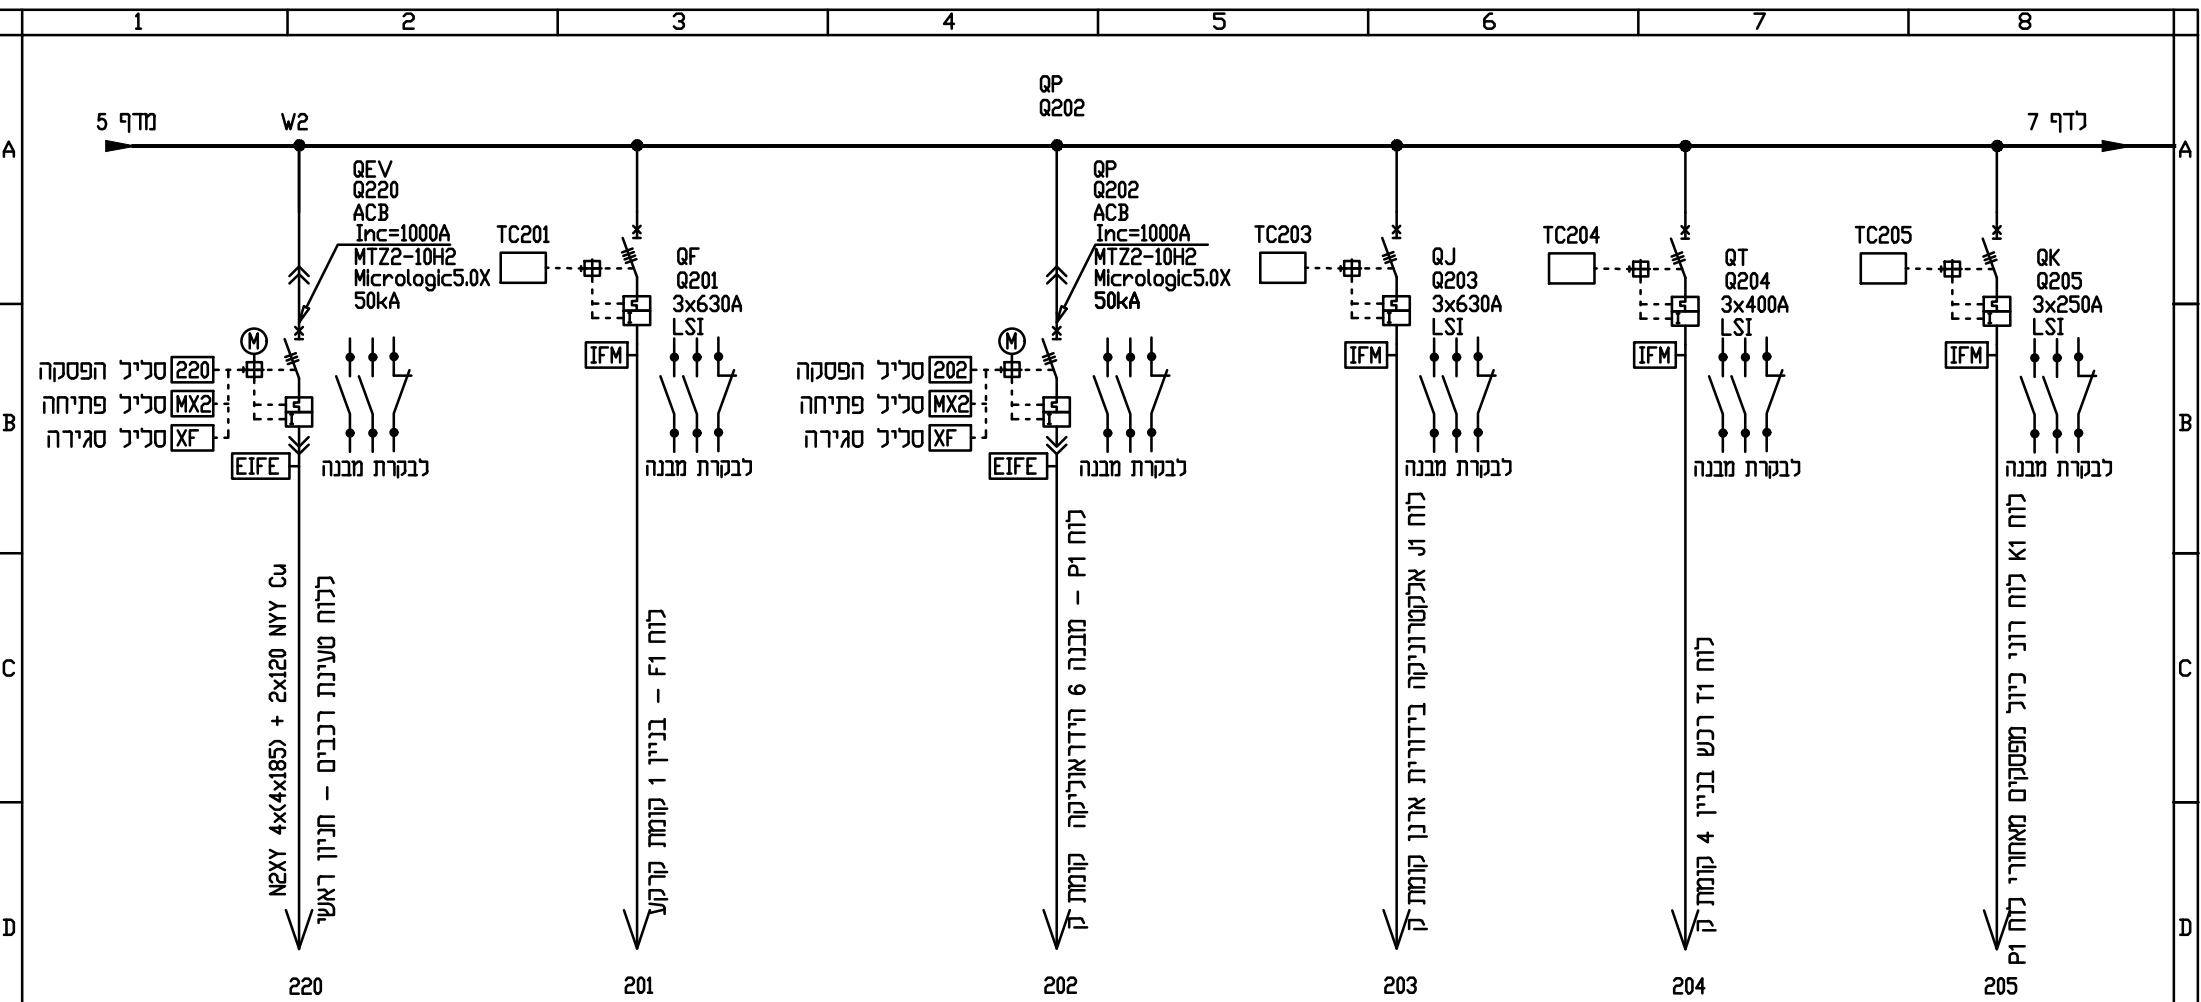 1 2 3 4 5 6 7 8
QP
Q202
מדף 5
W2
לדף 7
A
A
QEV
Q220
ACB
Inc=1000A
MTZ2-10H2
Micrologic5.0X
50kA
M
סליל הפסקה 220
סליל פתיחה MX2
סליל סגירה XF
EIFE
לבקרת מבנה
TC201
QF
Q201
3x630A
LSI
IFM
לבקרת מבנה
QP
Q202
ACB
Inc=1000A
MTZ2-10H2
Micrologic5.0X
50kA
M
סליל הפסקה 202
סליל פתיחה MX2
סליל סגירה XF
EIFE
לבקרת מבנה
TC203
QJ
Q203
3x630A
LSI
IFM
לבקרת מבנה
TC204
QT
Q204
3x400A
LSI
IFM
לבקרת מבנה
TC205
QK
Q205
3x250A
LSI
IFM
לבקרת מבנה
B
B
N2XY 4x(4x185) + 2x120 NYY Cu
ללוח טעינת רכבים - חניון ראשי
לוח F1 - בניין 1 קומת קרקע
לוח P1 - מבנה 6 הידראוליקה קומת ק
לוח J1 אלקטרוניקה בידורית ארנן קומת ק
לוח T1 רכש בניין 4 קומת ק
לוח K1 לוח רוני כיול מפסקים מאחורי לוח P1
C
C
D
D
220
201
202
203
204
205